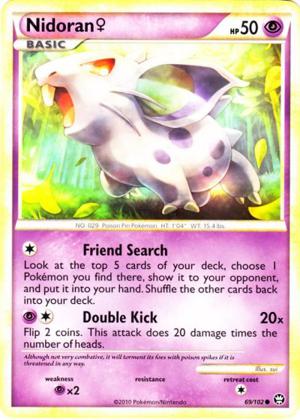 Nidoran♀ HP50
BASIC
NO. 029 Poison Pin Pokémon HT: 1'04" WT: 15.4 lbs.
Friend Search
Look at the top 5 cards of your deck, choose 1
Pokémon you find there, show it to your opponent,
and put it into your hand. Shuffle the other cards back
into your deck.
Double Kick 20x
Flip 2 coins. This attack does 20 damage times the
number of heads.
Although not very combative, it will torment its foes with poison spikes if it is
threatened in any way.
Illus. sui
weakness resistance retreat cost
×2
©2010 Pokémon/Nintendo 69/102